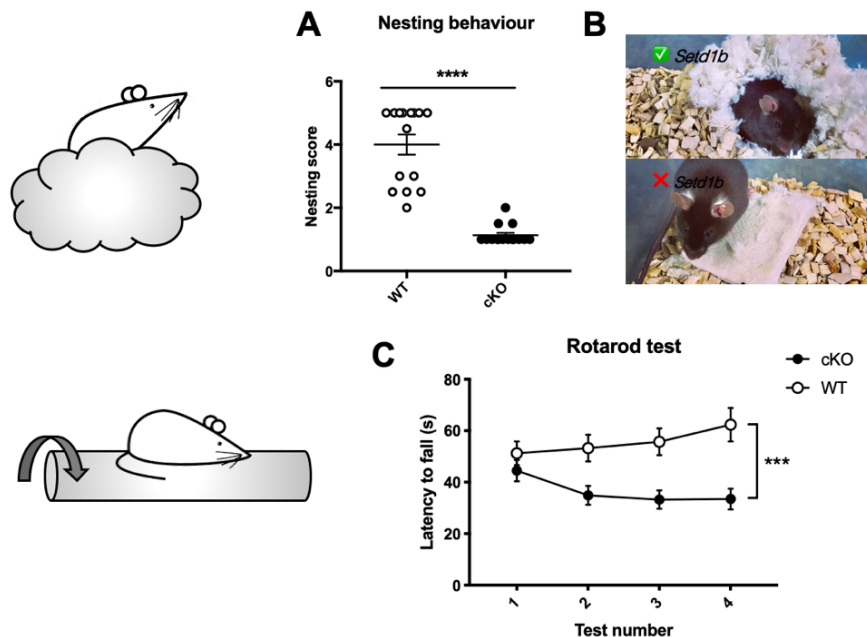 A
Nesting behaviour
****
Nesting score
6
4
2
0
WT
cKO
B
✅ Setd1b
❌ Setd1b
C
Rotarod test
cKO
WT
Latency to fall (s)
80
60
40
20
0
***
1
2
3
4
Test number